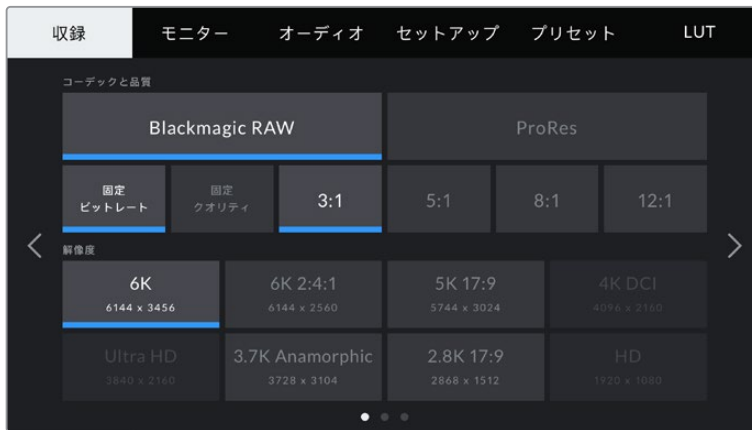 収録 モニター オーディオ セットアップ プリセット LUT
コーデックと品質
Blackmagic RAW ProRes
固定
ビットレート
固定
クオリティ
3:1 5:1 8:1 12:1
解像度
6K
6144 x 3456
6K 2:4:1
6144 x 2560
5K 17:9
5744 x 3024
4K DCI
4096 x 2160
Ultra HD
3840 x 2160
3.7K Anamorphic
3728 x 3104
2.8K 17:9
2868 x 1512
HD
1920 x 1080